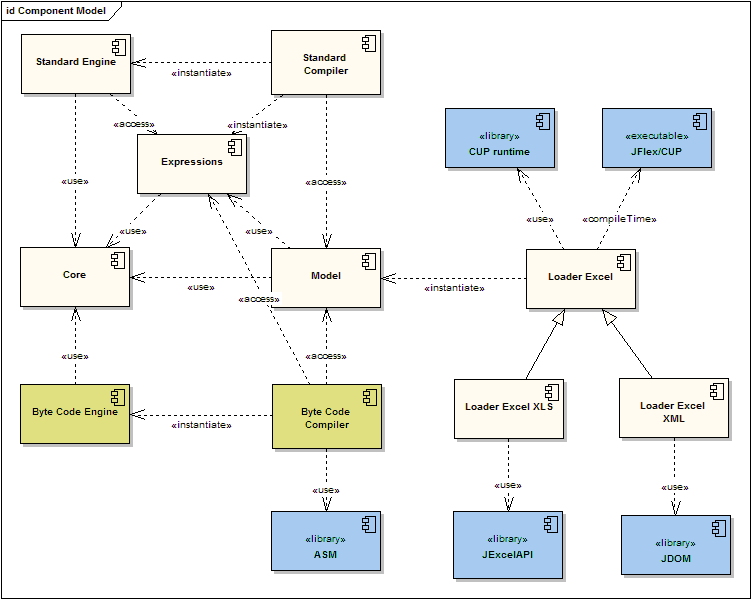 id Component Model
Standard Engine
«instantiate»
Standard
Compiler
«access»
«instantiate»
«library»
CUP runtime
«executable»
JFlex/CUP
Expressions
«use»
«access»
«use»
«use»
«use»
«compileTime»
Core
«use»
«access»
Model
«instantiate»
Loader Excel
«use»
«access»
Byte Code Engine
«instantiate»
Byte Code
Compiler
Loader Excel XLS
Loader Excel
XML
«use»
«use»
«use»
«library»
ASM
«library»
JExcelAPI
«library»
JDOM